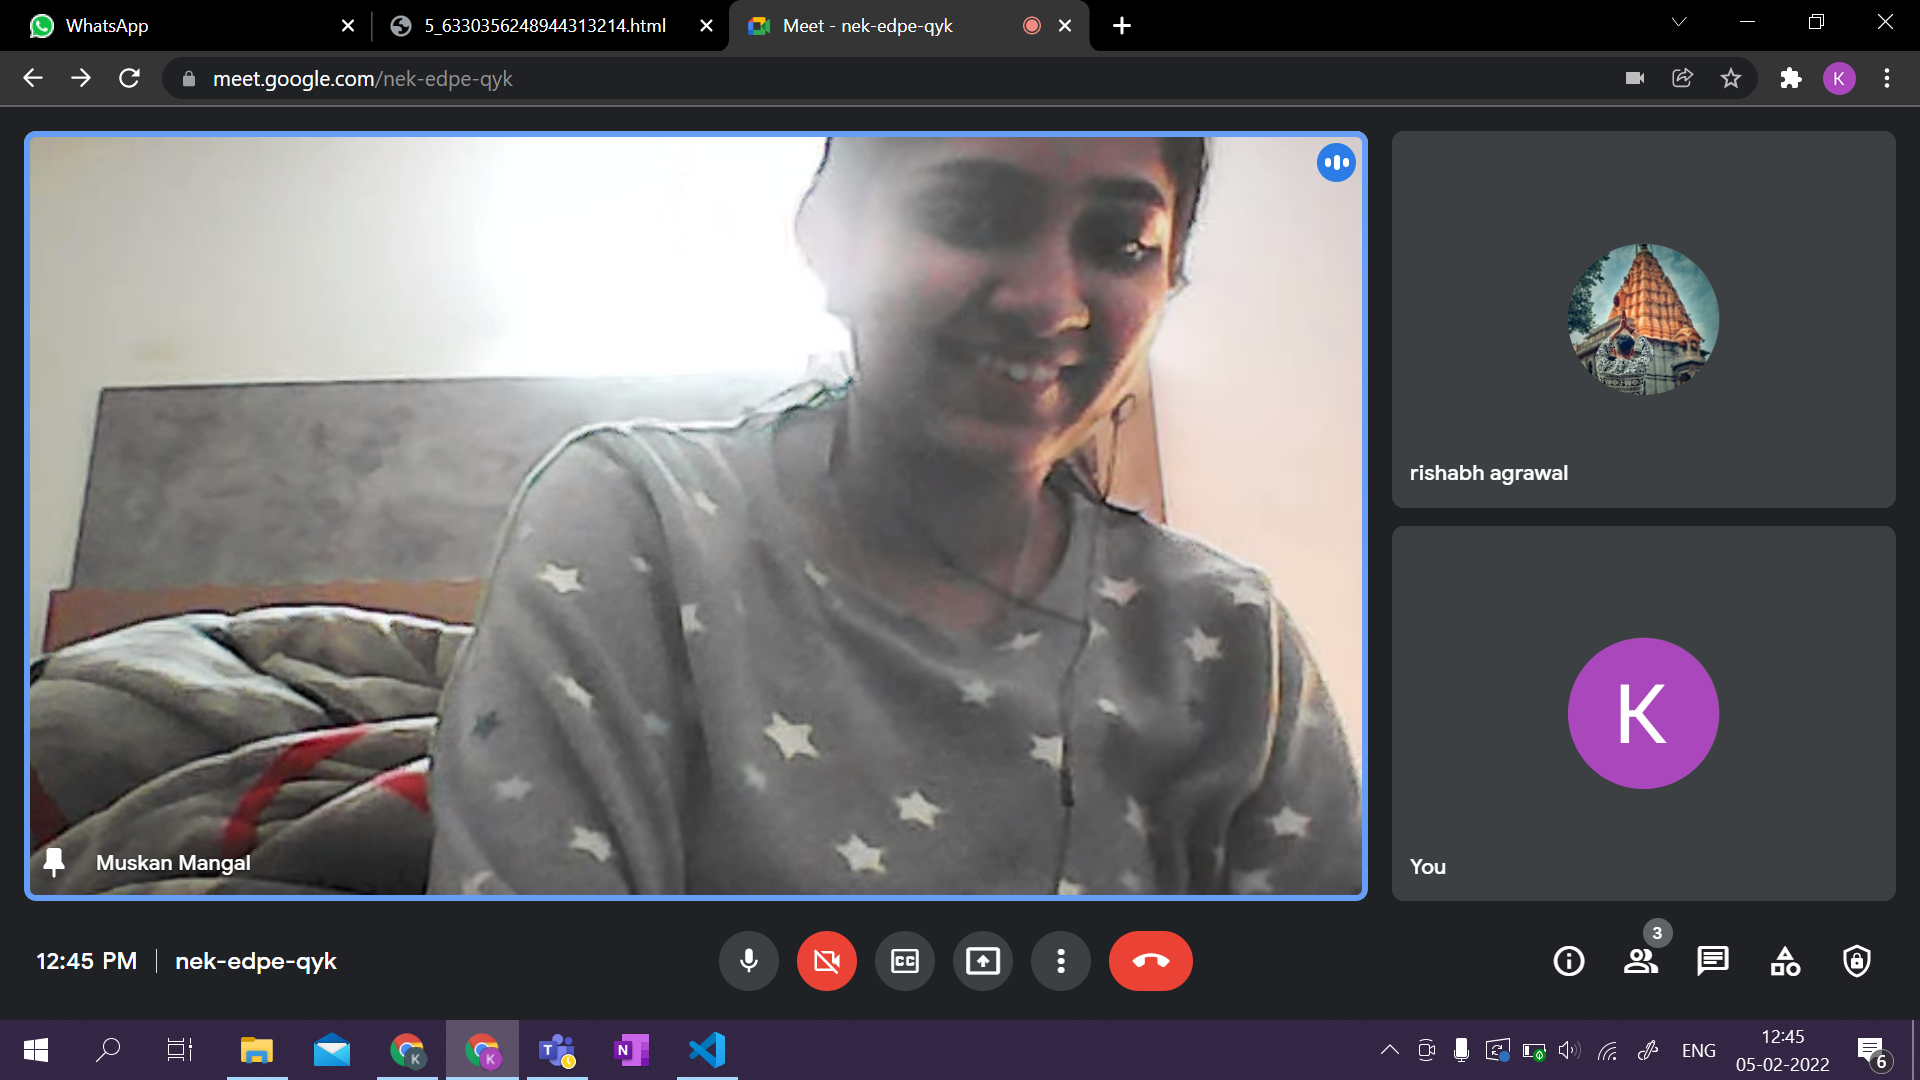 WhatsApp
5_6330356248944313214.html
Meet - nek-edpe-qyk
meet.google.com/nek-edpe-qyk
K
rishabh agrawal
K
You
Muskan Mangal
12:45 PM
nek-edpe-qyk
CC
3
K
K
T
N
ENG
12:45
05-02-2022
6